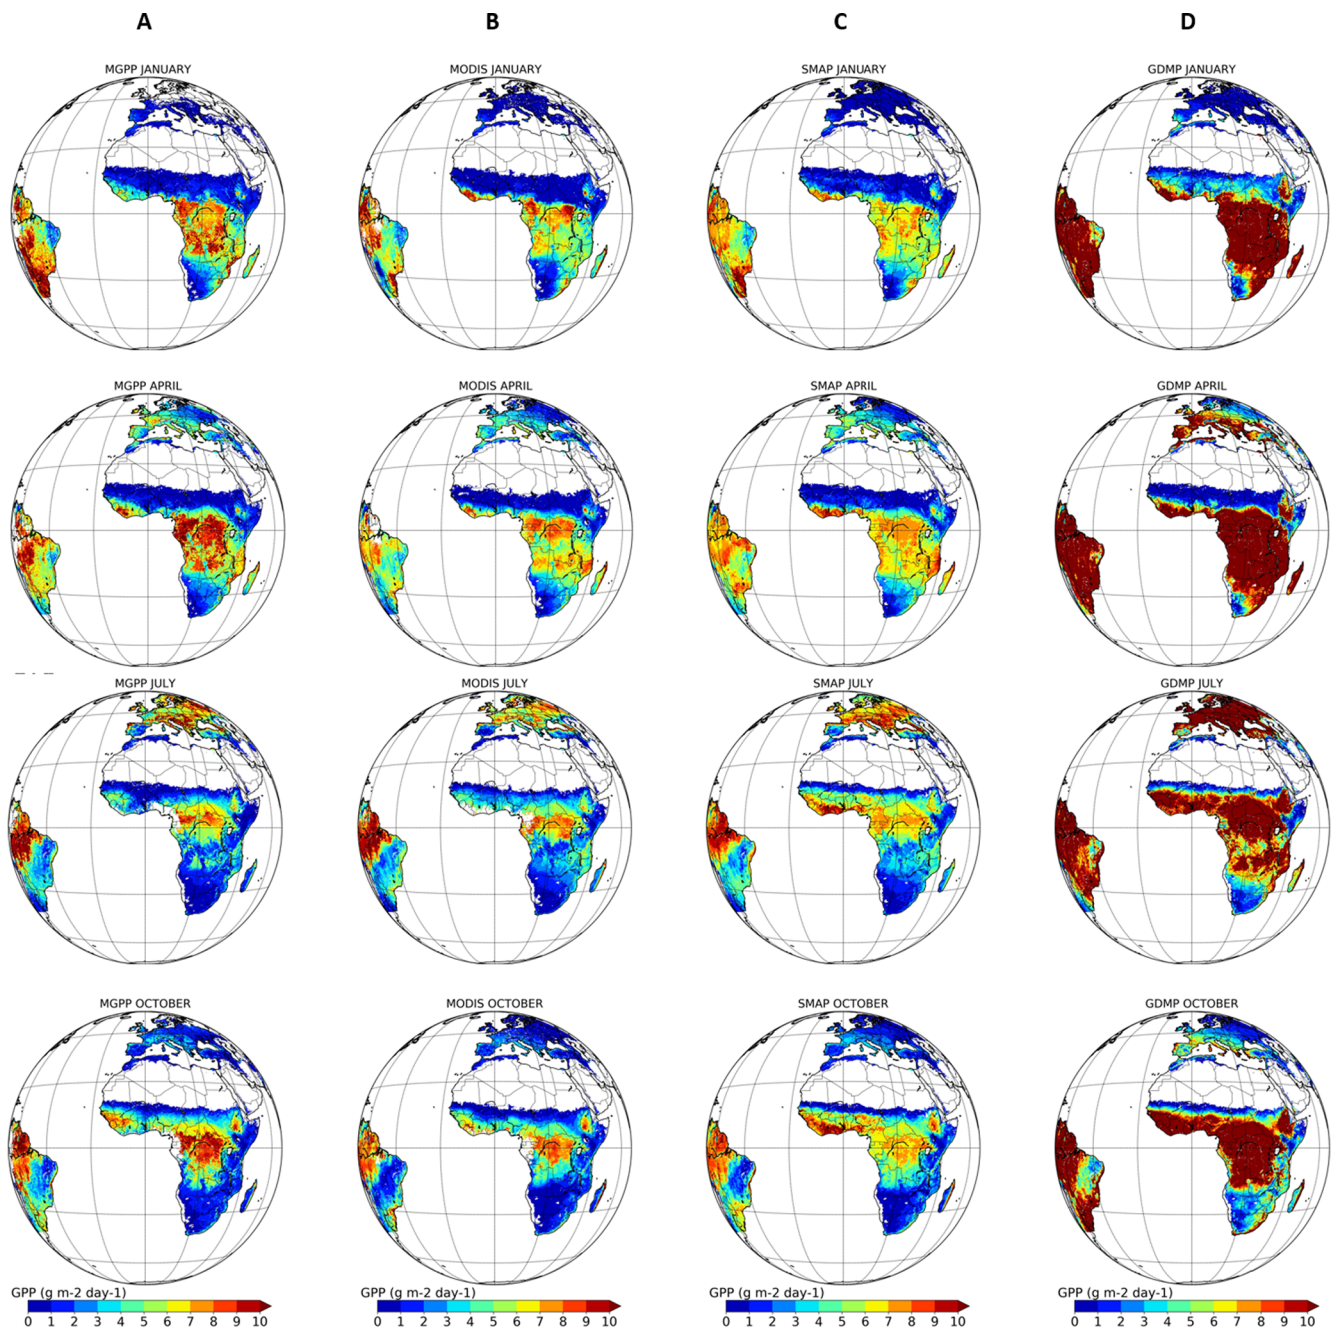 A B C D
MGPP JANUARY MODIS JANUARY SMAP JANUARY GDMP JANUARY
MGPP APRIL MODIS APRIL SMAP APRIL GDMP APRIL
MGPP JULY MODIS JULY SMAP JULY GDMP JULY
MGPP OCTOBER MODIS OCTOBER SMAP OCTOBER GDMP OCTOBER
GPP (g m-2 day-1) GPP (g m-2 day-1) GPP (g m-2 day-1) GPP (g m-2 day-1)
0 1 2 3 4 5 6 7 8 9 10 0 1 2 3 4 5 6 7 8 9 10 0 1 2 3 4 5 6 7 8 9 10 0 1 2 3 4 5 6 7 8 9 10